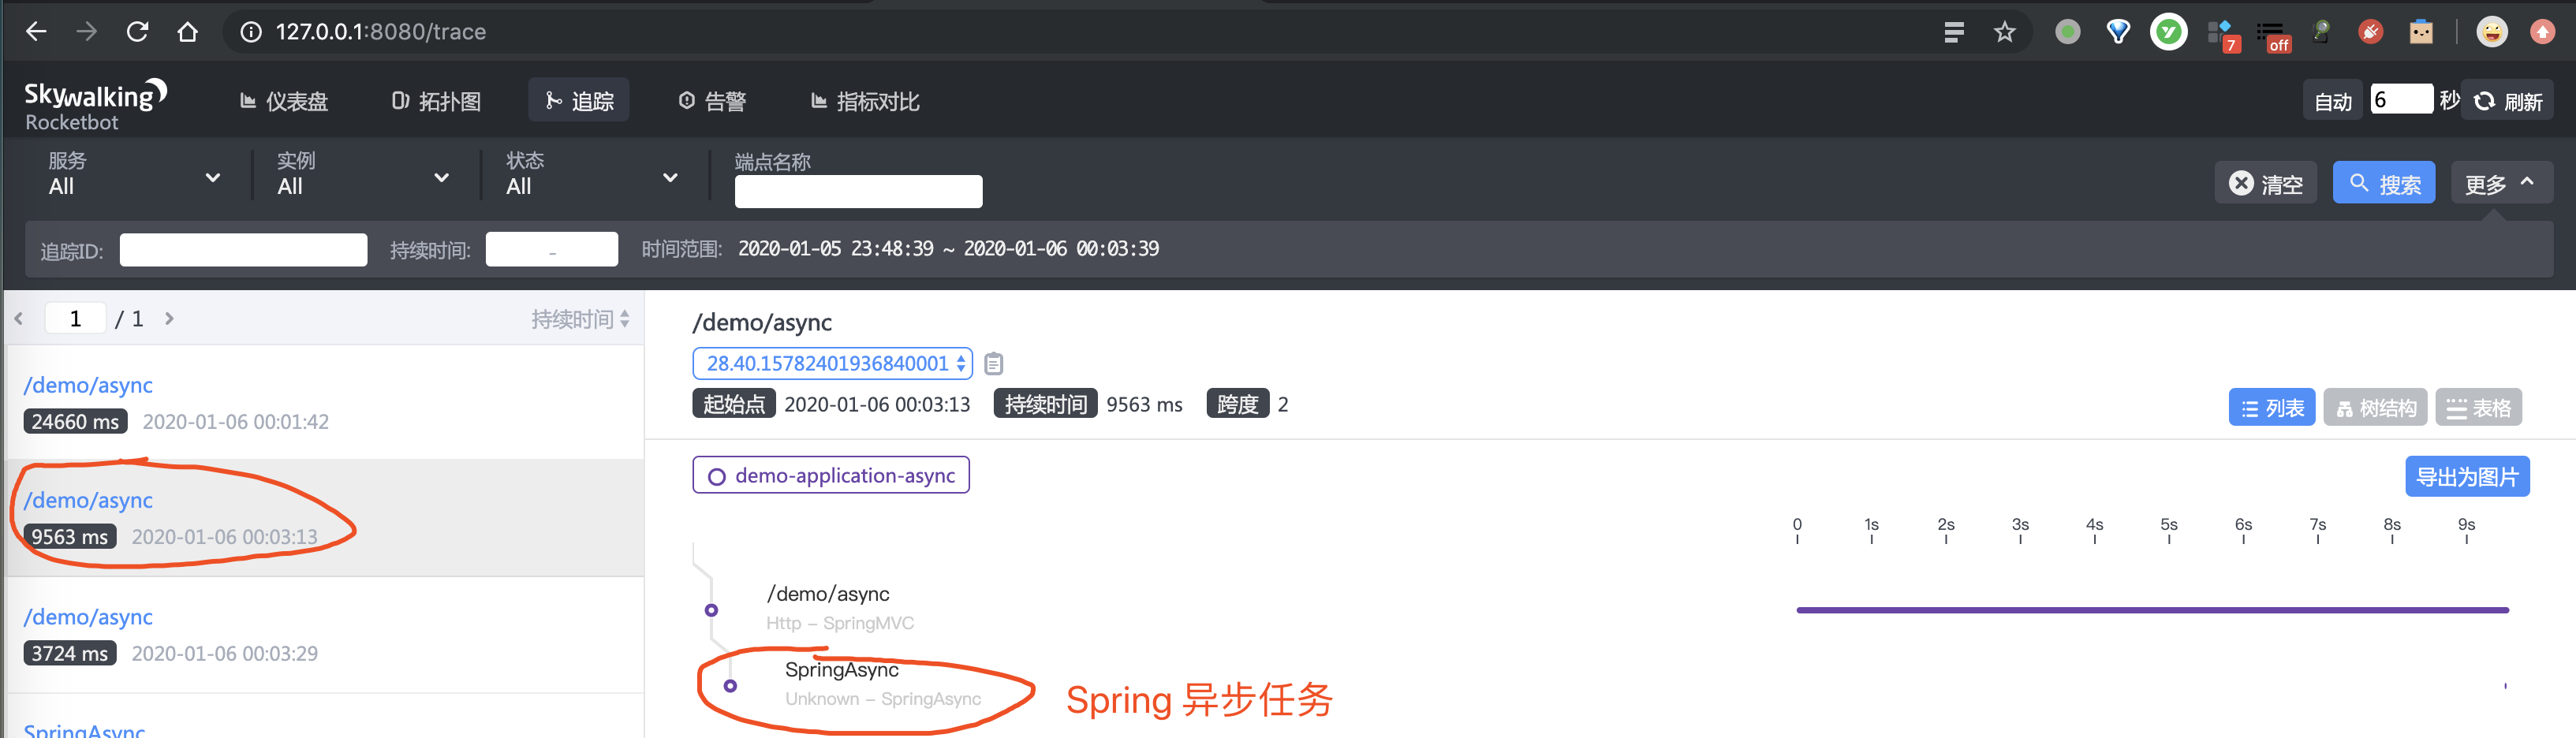 127.0.0.1:8080/trace
7
off
Skywalking
Rocketbot
仪表盘
拓扑图
追踪
告警
指标对比
自动
6
秒
刷新
服务
All
实例
All
状态
All
端点名称
清空
搜索
更多
追踪ID:
持续时间:
-
时间范围:
2020-01-05 23:48:39 ~ 2020-01-06 00:03:39
1
/ 1
持续时间
/demo/async
24660 ms
2020-01-06 00:01:42
/demo/async
9563 ms
2020-01-06 00:03:13
/demo/async
3724 ms
2020-01-06 00:03:29
SpringAsync
/demo/async
28.40.15782401936840001
起始点 2020-01-06 00:03:13
持续时间 9563 ms
跨度 2
列表
树结构
表格
demo-application-async
导出为图片
0 1s 2s 3s 4s 5s 6s 7s 8s 9s
/demo/async
Http - SpringMVC
SpringAsync
Unknown - SpringAsync
Spring 异步任务